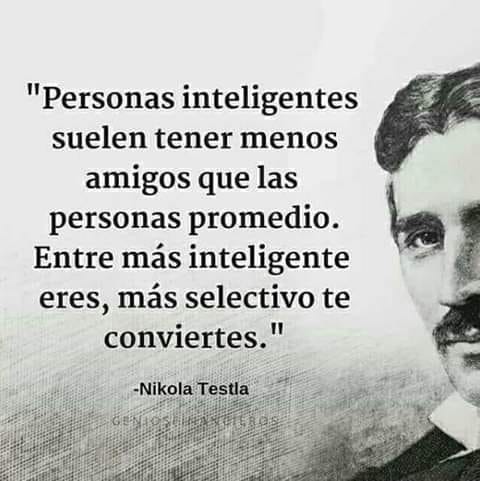 "Personas inteligentes
suelen tener menos
amigos que las
personas promedio.
Entre más inteligente
eres, más selectivo te
conviertes."
-Nikola Testla
GENIOSFINANCIEROS